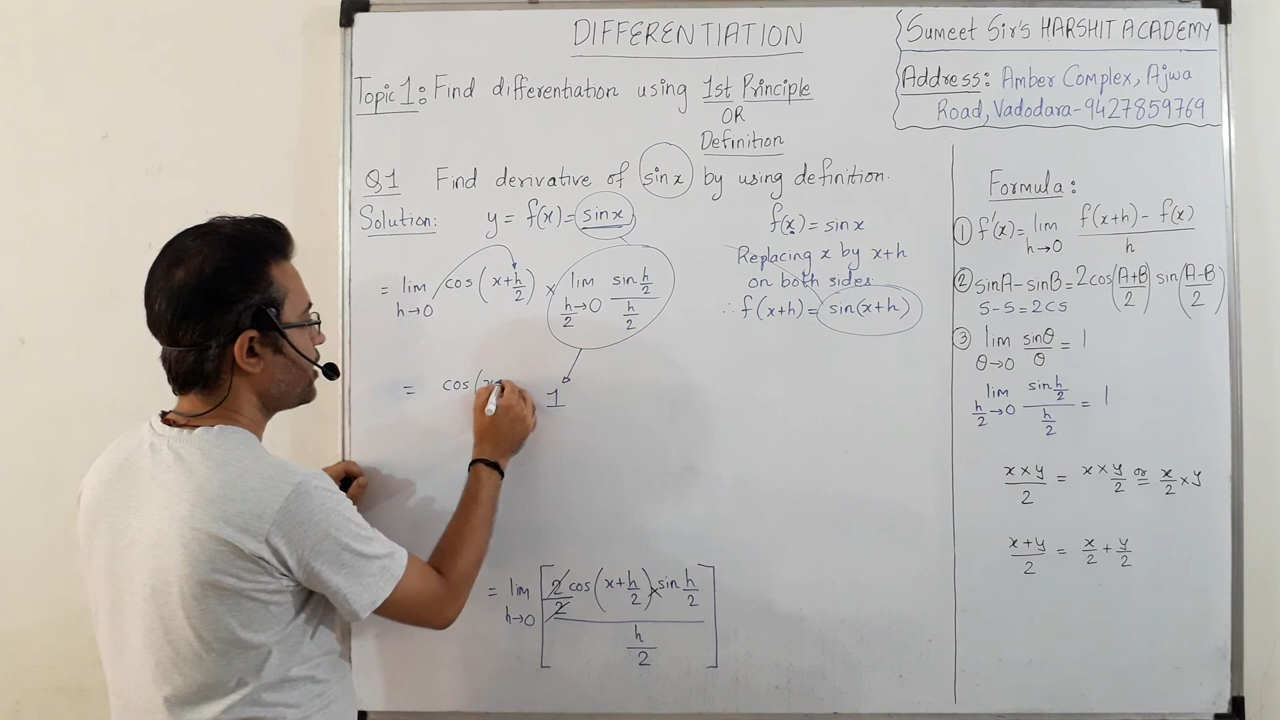 DIFFERENTIATION
Sumeet Sir's HARSHIT ACADEMY
Address: Amber Complex, Ajwa
Road, Vadodara-9427859769
Topic 1: Find differentiation using 1st Principle
OR
Definition
Q1 Find derivative of sinx by using definition.
Solution: y = f(x) = sinx
= lim h→0 cos(x+h/2) × lim h/2→0 sin h/2 / h/2
= cos(x 1
= lim h→0 [2/2 cos(x+h/2) × sin h/2 / h/2]
f(x) = sin x
Replacing x by x+h
on both sides.
∴ f(x+h) = sin(x+h)
Formula:
① f'(x) = lim h→0 f(x+h) - f(x) / h
② sinA - sinB = 2cos(A+B/2) sin(A-B/2)
S-S = 2CS
③ lim θ→0 sinθ/θ = 1
lim h/2→0 sin h/2 / h/2 = 1
x×y/2 = x×y/2 or x/2×y
x+y/2 = x/2 + y/2